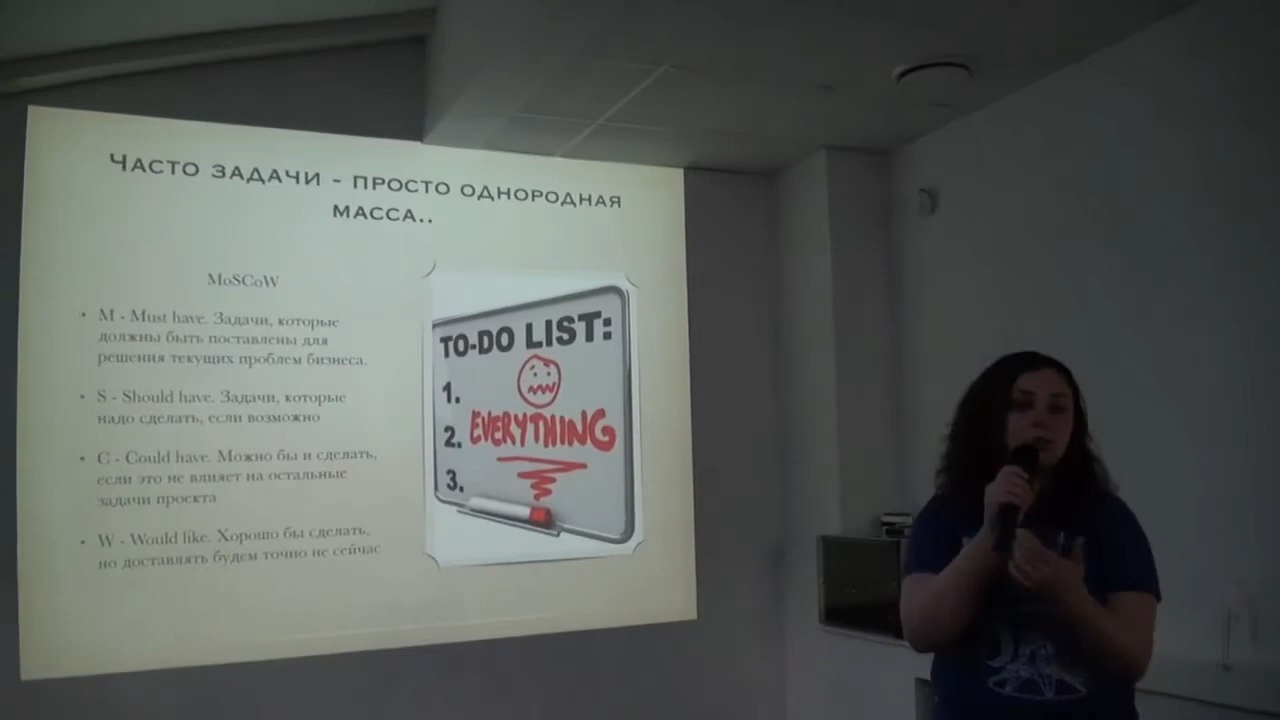 Часто задачи - просто однородная
масса..
MoSCoW
• M - Must have. Задачи, которые
должны быть поставлены для
решения текущих проблем бизнеса.
• S - Should have. Задачи, которые
надо сделать, если возможно
• C - Could have. Можно бы и сделать,
если это не влияет на остальные
задачи проекта
• W - Would like. Хорошо бы сделать,
но доставлять будем точно не сейчас
TO-DO LIST:
1.
2. EVERYTHING
3.